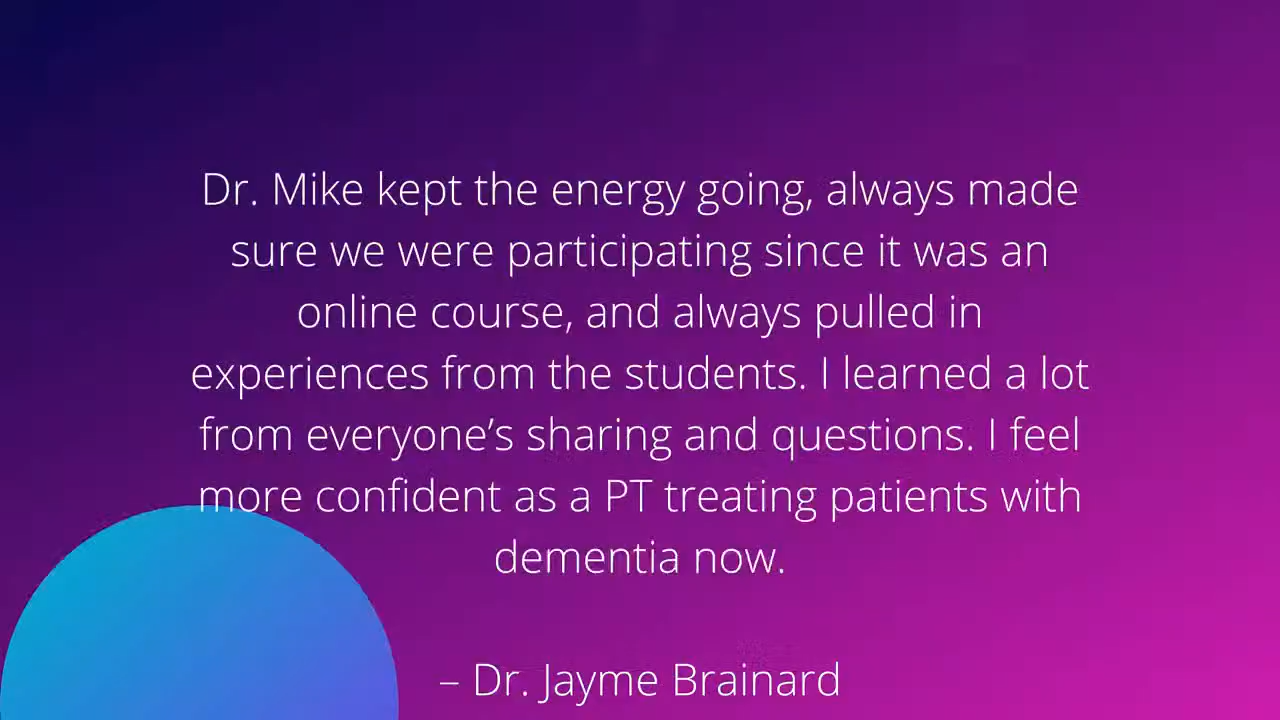 Dr. Mike kept the energy going, always made
sure we were participating since it was an
online course, and always pulled in
experiences from the students. I learned a lot
from everyone’s sharing and questions. I feel
more confident as a PT treating patients with
dementia now.
– Dr. Jayme Brainard